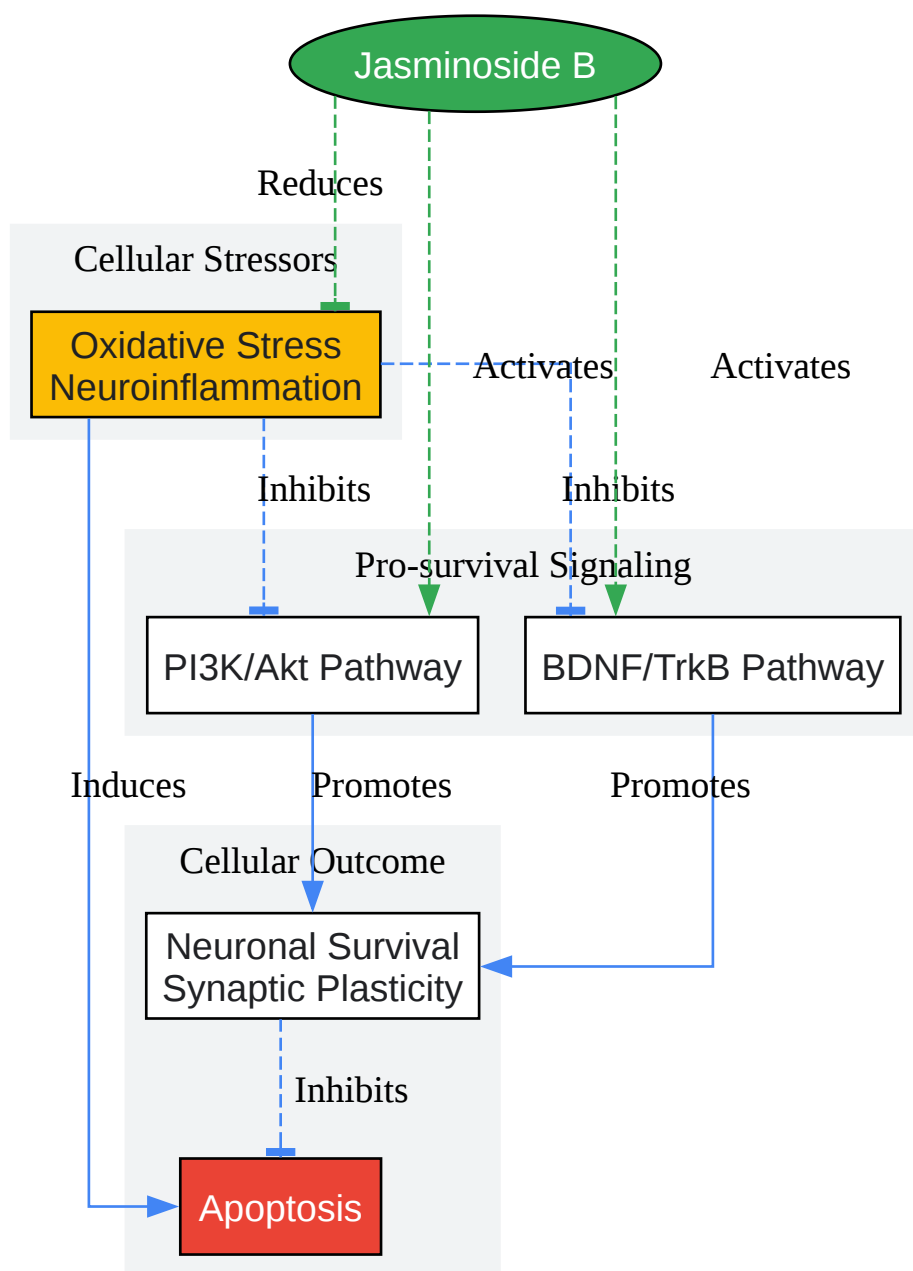 Jasminoside B
Reduces
Cellular Stressors
Oxidative Stress
Neuroinflammation
Activates
Activates
Inhibits
Inhibits
Pro-survival Signaling
PI3K/Akt Pathway
BDNF/TrkB Pathway
Induces
Promotes
Promotes
Cellular Outcome
Neuronal Survival
Synaptic Plasticity
Inhibits
Apoptosis